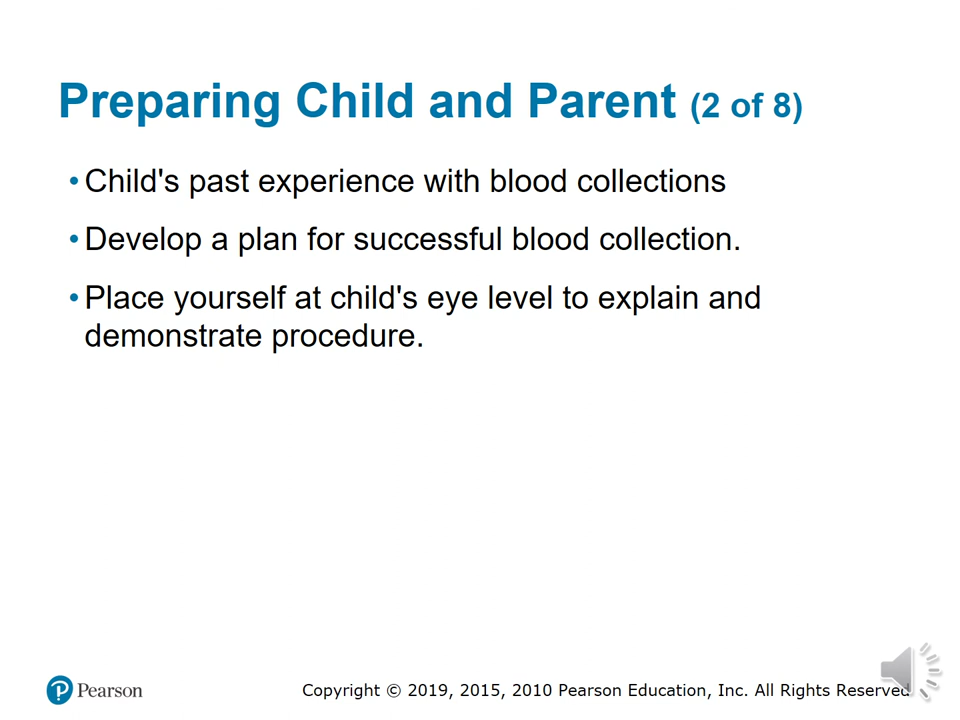 Preparing Child and Parent (2 of 8)
• Child's past experience with blood collections
• Develop a plan for successful blood collection.
• Place yourself at child's eye level to explain and
demonstrate procedure.
Pearson
Copyright © 2019, 2015, 2010 Pearson Education, Inc. All Rights Reserved